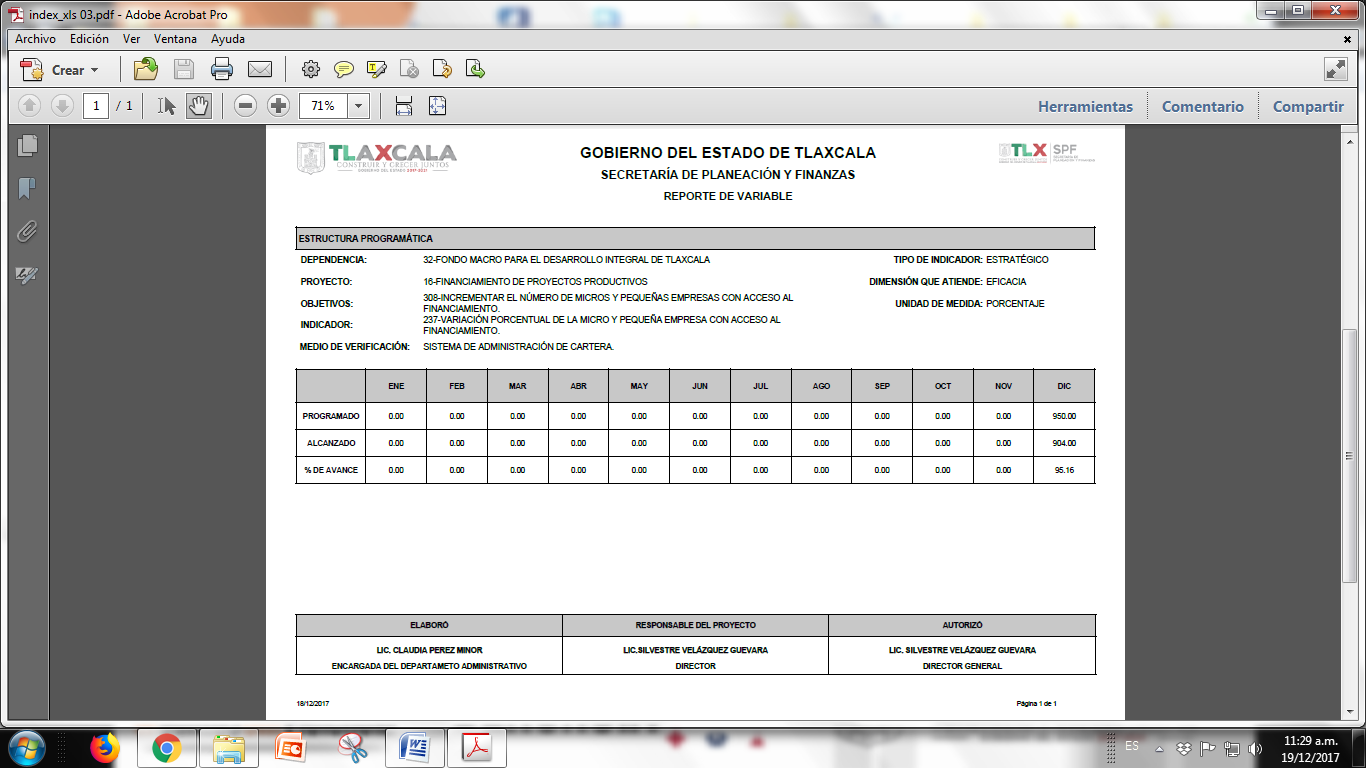 index_xls 03.pdf - Adobe Acrobat Pro
Archivo Edición Ver Ventana Ayuda
Crear
1 / 1 71% Herramientas Comentario Compartir
TLAXCALA
CONSTRUIR Y CRECER JUNTOS
GOBIERNO DEL ESTADO 2017-2021
GOBIERNO DEL ESTADO DE TLAXCALA
SECRETARÍA DE PLANEACIÓN Y FINANZAS
REPORTE DE VARIABLE
TLX SPF
ESTRUCTURA PROGRAMÁTICA
DEPENDENCIA: 32-FONDO MACRO PARA EL DESARROLLO INTEGRAL DE TLAXCALA TIPO DE INDICADOR: ESTRATÉGICO
PROYECTO: 16-FINANCIAMIENTO DE PROYECTOS PRODUCTIVOS DIMENSIÓN QUE ATIENDE: EFICACIA
OBJETIVOS: 308-INCREMENTAR EL NÚMERO DE MICROS Y PEQUEÑAS EMPRESAS CON ACCESO AL UNIDAD DE MEDIDA: PORCENTAJE
FINANCIAMIENTO.
INDICADOR: 237-VARIACIÓN PORCENTUAL DE LA MICRO Y PEQUEÑA EMPRESA CON ACCESO AL
FINANCIAMIENTO.
MEDIO DE VERIFICACIÓN: SISTEMA DE ADMINISTRACIÓN DE CARTERA.
ENE FEB MAR ABR MAY JUN JUL AGO SEP OCT NOV DIC
PROGRAMADO 0.00 0.00 0.00 0.00 0.00 0.00 0.00 0.00 0.00 0.00 0.00 950.00
ALCANZADO 0.00 0.00 0.00 0.00 0.00 0.00 0.00 0.00 0.00 0.00 0.00 904.00
% DE AVANCE 0.00 0.00 0.00 0.00 0.00 0.00 0.00 0.00 0.00 0.00 0.00 95.16
ELABORÓ RESPONSABLE DEL PROYECTO AUTORIZÓ
LIC. CLAUDIA PEREZ MINOR LIC.SILVESTRE VELÁZQUEZ GUEVARA LIC. SILVESTRE VELÁZQUEZ GUEVARA
ENCARGADA DEL DEPARTAMETO ADMINISTRATIVO DIRECTOR DIRECTOR GENERAL
18/12/2017 Página 1 de 1
ES 11:29 a.m.
19/12/2017